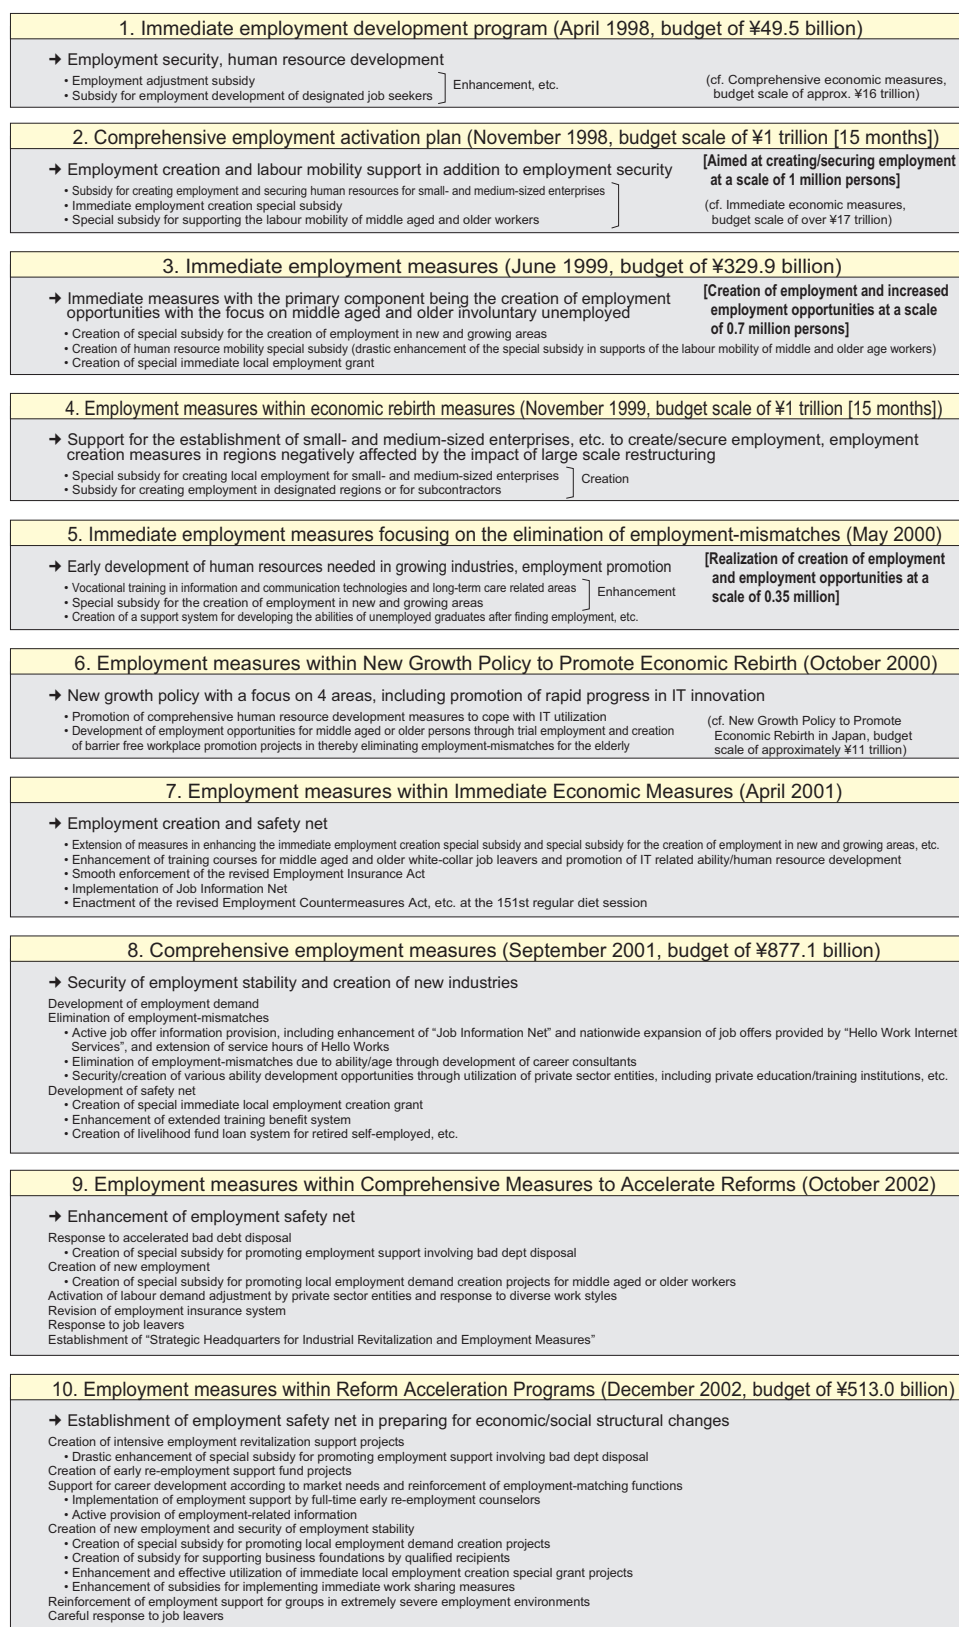 1. Immediate employment development program (April 1998, budget of ¥49.5 billion)
➔ Employment security, human resource development
• Employment adjustment subsidy
• Subsidy for employment development of designated job seekers
Enhancement, etc.
(cf. Comprehensive economic measures,
budget scale of approx. ¥16 trillion)
2. Comprehensive employment activation plan (November 1998, budget scale of ¥1 trillion [15 months])
➔ Employment creation and labour mobility support in addition to employment security
• Subsidy for creating employment and securing human resources for small- and medium-sized enterprises
• Immediate employment creation special subsidy
• Special subsidy for supporting the labour mobility of middle aged and older workers
[Aimed at creating/securing employment
at a scale of 1 million persons]
(cf. Immediate economic measures,
budget scale of over ¥17 trillion)
3. Immediate employment measures (June 1999, budget of ¥329.9 billion)
➔ Immediate measures with the primary component being the creation of employment
opportunities with the focus on middle aged and older involuntary unemployed
[Creation of employment and increased
employment opportunities at a scale
of 0.7 million persons]
• Creation of special subsidy for the creation of employment in new and growing areas
• Creation of human resource mobility special subsidy (drastic enhancement of the special subsidy in supports of the labour mobility of middle and older age workers)
• Creation of special immediate local employment grant
4. Employment measures within economic rebirth measures (November 1999, budget scale of ¥1 trillion [15 months])
➔ Support for the establishment of small- and medium-sized enterprises, etc. to create/secure employment, employment
creation measures in regions negatively affected by the impact of large scale restructuring
• Special subsidy for creating local employment for small- and medium-sized enterprises
• Subsidy for creating employment in designated regions or for subcontractors
Creation
5. Immediate employment measures focusing on the elimination of employment-mismatches (May 2000)
➔ Early development of human resources needed in growing industries, employment promotion
• Vocational training in information and communication technologies and long-term care related areas
• Special subsidy for the creation of employment in new and growing areas
Enhancement
• Creation of a support system for developing the abilities of unemployed graduates after finding employment, etc.
[Realization of creation of employment
and employment opportunities at a
scale of 0.35 million]
6. Employment measures within New Growth Policy to Promote Economic Rebirth (October 2000)
➔ New growth policy with a focus on 4 areas, including promotion of rapid progress in IT innovation
• Promotion of comprehensive human resource development measures to cope with IT utilization
• Development of employment opportunities for middle aged or older persons through trial employment and creation
of barrier free workplace promotion projects in thereby eliminating employment-mismatches for the elderly
(cf. New Growth Policy to Promote
Economic Rebirth in Japan, budget
scale of approximately ¥11 trillion)
7. Employment measures within Immediate Economic Measures (April 2001)
➔ Employment creation and safety net
• Extension of measures in enhancing the immediate employment creation special subsidy and special subsidy for the creation of employment in new and growing areas, etc.
• Enhancement of training courses for middle aged and older white-collar job leavers and promotion of IT related ability/human resource development
• Smooth enforcement of the revised Employment Insurance Act
• Implementation of Job Information Net
• Enactment of the revised Employment Countermeasures Act, etc. at the 151st regular diet session
8. Comprehensive employment measures (September 2001, budget of ¥877.1 billion)
➔ Security of employment stability and creation of new industries
Development of employment demand
Elimination of employment-mismatches
• Active job offer information provision, including enhancement of “Job Information Net” and nationwide expansion of job offers provided by “Hello Work Internet
Services”, and extension of service hours of Hello Works
• Elimination of employment-mismatches due to ability/age through development of career consultants
• Security/creation of various ability development opportunities through utilization of private sector entities, including private education/training institutions, etc.
Development of safety net
• Creation of special immediate local employment creation grant
• Enhancement of extended training benefit system
• Creation of livelihood fund loan system for retired self-employed, etc.
9. Employment measures within Comprehensive Measures to Accelerate Reforms (October 2002)
➔ Enhancement of employment safety net
Response to accelerated bad debt disposal
• Creation of special subsidy for promoting employment support involving bad dept disposal
Creation of new employment
• Creation of special subsidy for promoting local employment demand creation projects for middle aged or older workers
Activation of labour demand adjustment by private sector entities and response to diverse work styles
Revision of employment insurance system
Response to job leavers
Establishment of “Strategic Headquarters for Industrial Revitalization and Employment Measures”
10. Employment measures within Reform Acceleration Programs (December 2002, budget of ¥513.0 billion)
➔ Establishment of employment safety net in preparing for economic/social structural changes
Creation of intensive employment revitalization support projects
• Drastic enhancement of special subsidy for promoting employment support involving bad dept disposal
Creation of early re-employment support fund projects
Support for career development according to market needs and reinforcement of employment-matching functions
• Implementation of employment support by full-time early re-employment counselors
• Active provision of employment-related information
Creation of new employment and security of employment stability
• Creation of special subsidy for promoting local employment demand creation projects
• Creation of subsidy for supporting business foundations by qualified recipients
• Enhancement and effective utilization of immediate local employment creation special grant projects
• Enhancement of subsidies for implementing immediate work sharing measures
Reinforcement of employment support for groups in extremely severe employment environments
Careful response to job leavers